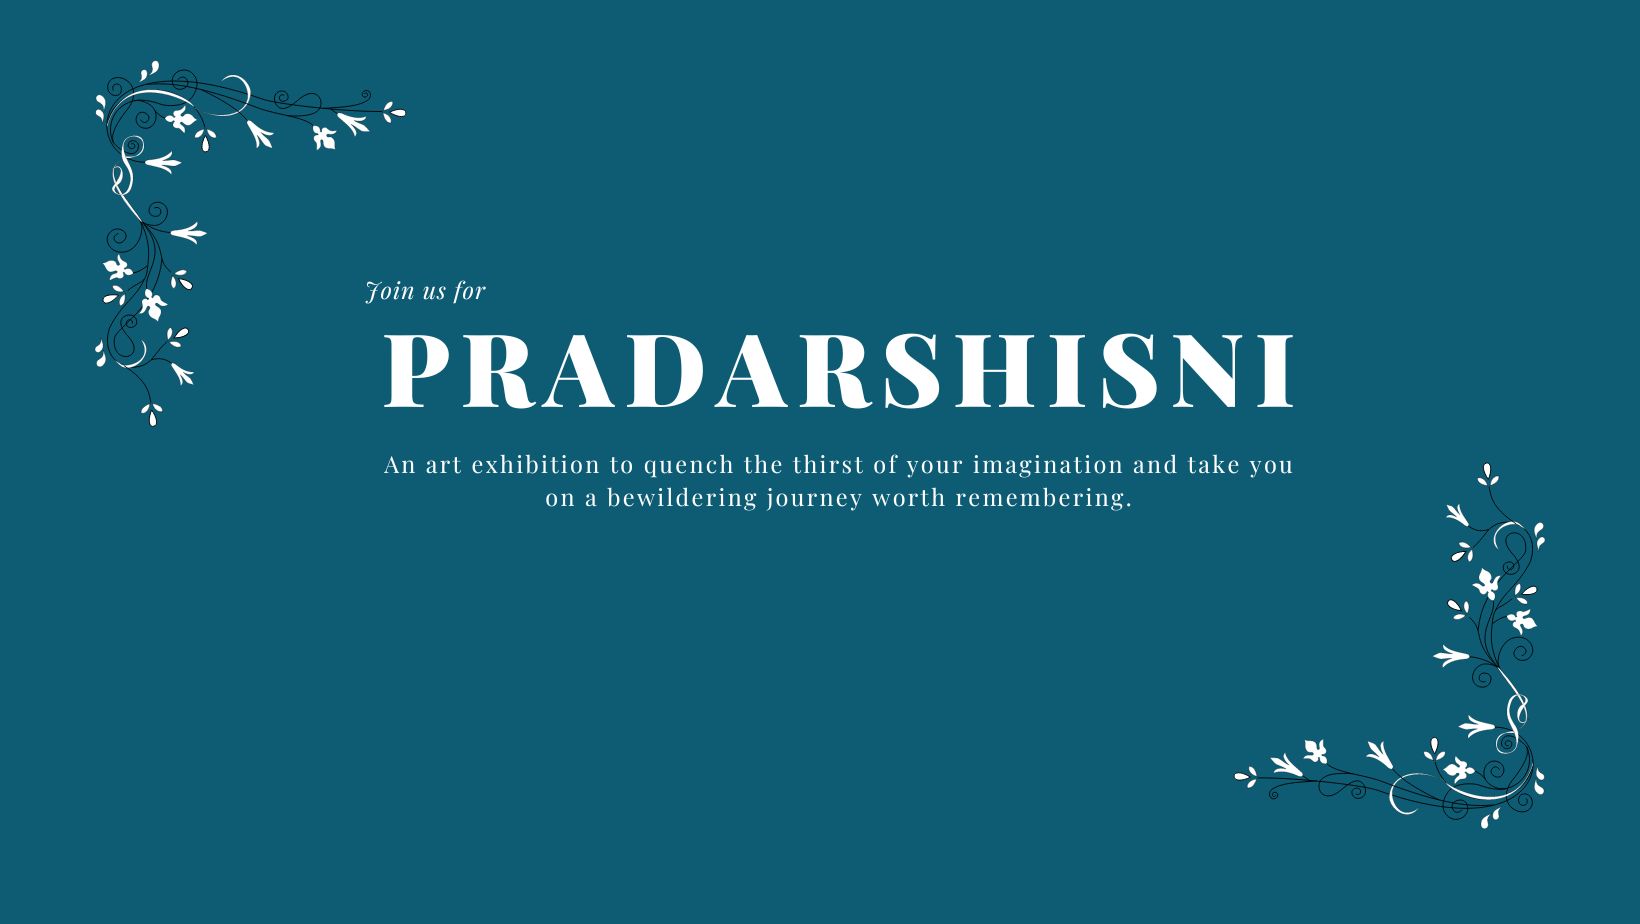 Join us for
PRADARSHISNI
An art exhibition to quench the thirst of your imagination and take you
on a bewildering journey worth remembering.